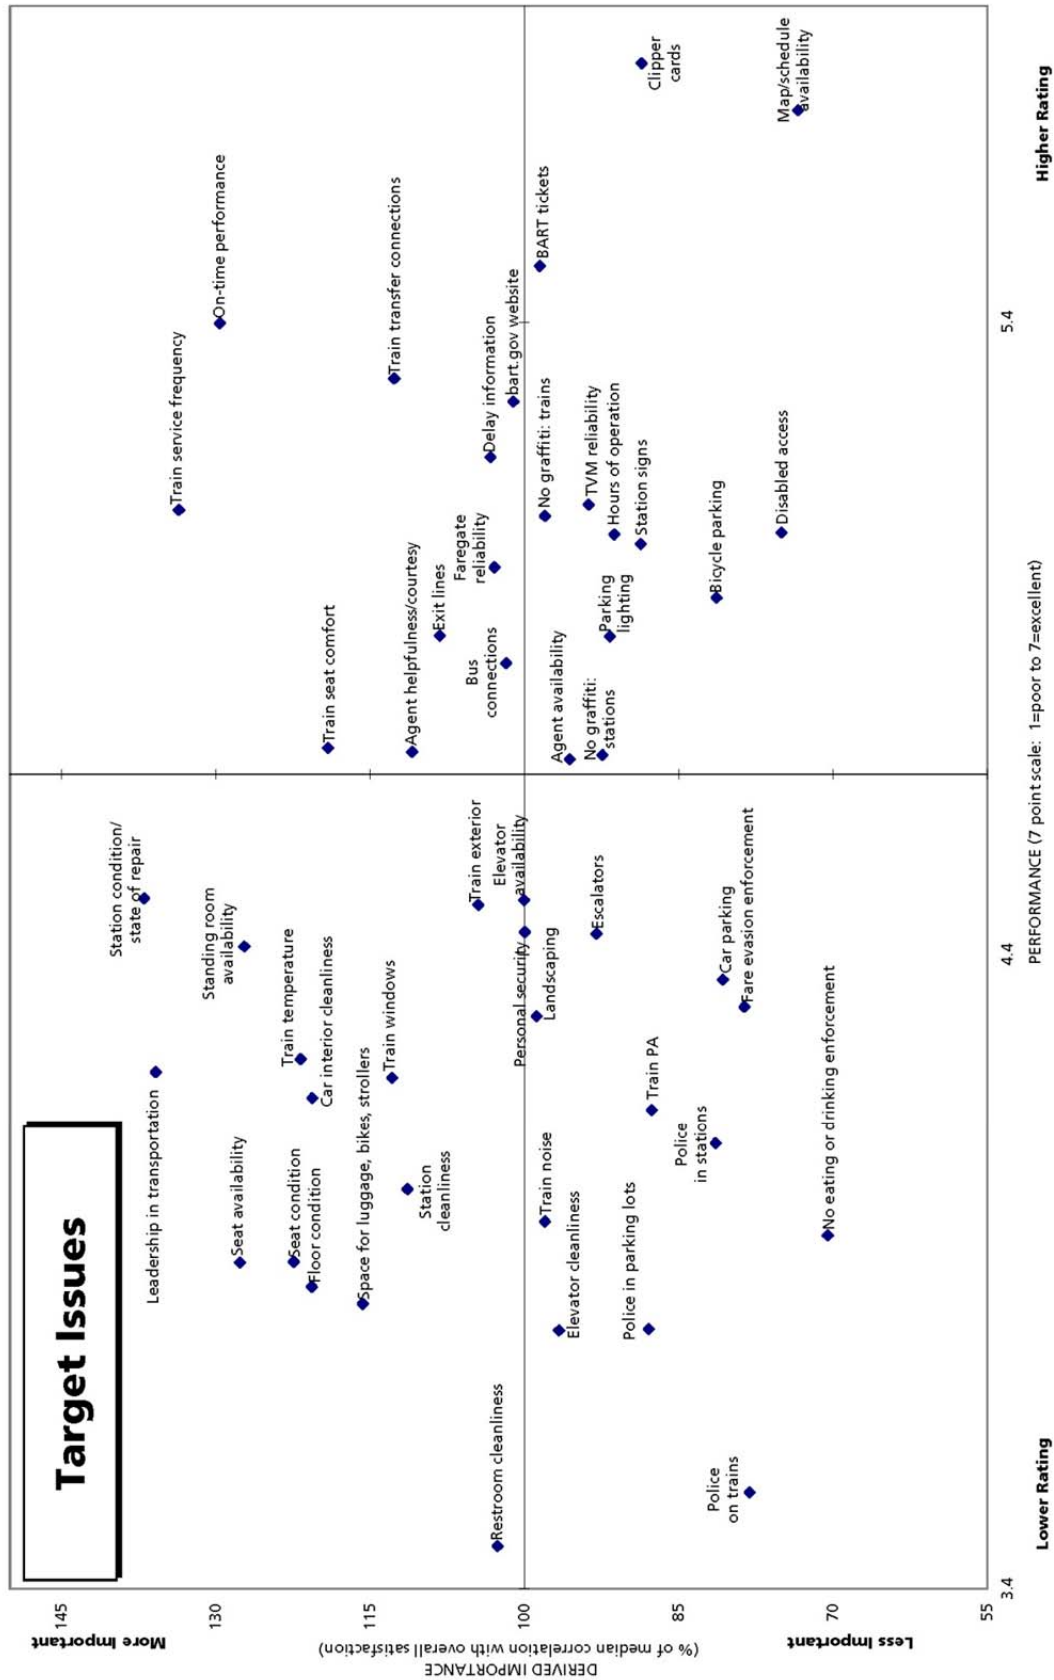 Target Issues
DERIVED IMPORTANCE
(% of median correlation with overall satisfaction)
More Important
Less Important
145
130
115
100
85
70
55
Station condition/
state of repair
Leadership in transportation
Train service frequency
On-time performance
Standing room
availability
Seat availability
Train temperature
Seat condition
Floor condition
Car interior cleanliness
Train seat comfort
Space for luggage, bikes, strollers
Train windows
Train transfer connections
Station
cleanliness
Agent helpfulness/courtesy
Exit lines
Train exterior
Delay information
Restroom cleanliness
Faregate
reliability
Bus
connections
bart.gov website
Elevator
availability
Personal security
Landscaping
BART tickets
Train noise
No graffiti: trains
Elevator cleanliness
Agent availability
Escalators
No graffiti:
stations
TVM reliability
Parking
lighting
Hours of operation
Station signs
Clipper
cards
Police in parking lots
Train PA
Police
in stations
Bicycle parking
Car parking
Fare evasion enforcement
Police
on trains
Disabled access
Map/schedule
availability
No eating or drinking enforcement
3.4
4.4
5.4
Lower Rating
PERFORMANCE (7 point scale: 1=poor to 7=excellent)
Higher Rating